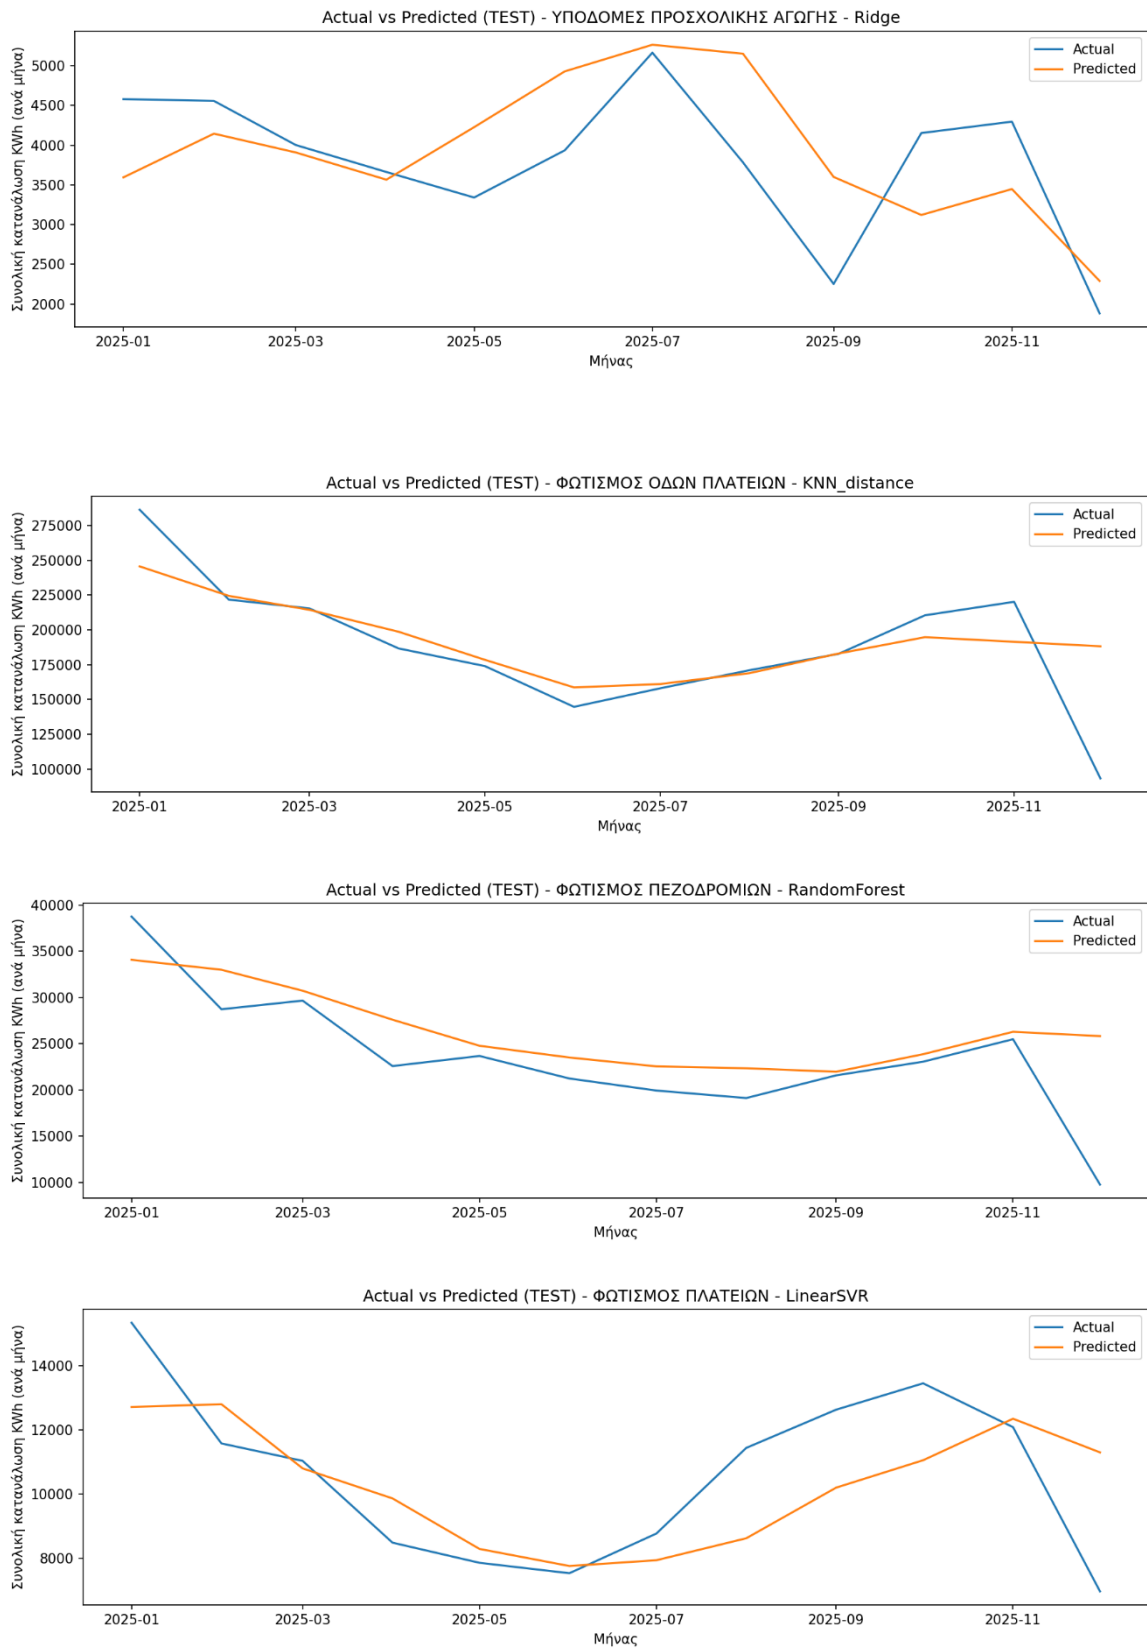 Actual vs Predicted (TEST) - ΥΠΟΔΟΜΕΣ ΠΡΟΣΧΟΛΙΚΗΣ ΑΓΩΓΗΣ - Ridge
Συνολική κατανάλωση KWh (ανά μήνα)
5000
4500
4000
3500
3000
2500
2000
Actual
Predicted
2025-01 2025-03 2025-05 2025-07 2025-09 2025-11
Μήνας
Actual vs Predicted (TEST) - ΦΩΤΙΣΜΟΣ ΟΔΩΝ ΠΛΑΤΕΙΩΝ - KNN_distance
Συνολική κατανάλωση KWh (ανά μήνα)
275000
250000
225000
200000
175000
150000
125000
100000
Actual
Predicted
2025-01 2025-03 2025-05 2025-07 2025-09 2025-11
Μήνας
Actual vs Predicted (TEST) - ΦΩΤΙΣΜΟΣ ΠΕΖΟΔΡΟΜΙΩΝ - RandomForest
Συνολική κατανάλωση KWh (ανά μήνα)
40000
35000
30000
25000
20000
15000
10000
Actual
Predicted
2025-01 2025-03 2025-05 2025-07 2025-09 2025-11
Μήνας
Actual vs Predicted (TEST) - ΦΩΤΙΣΜΟΣ ΠΛΑΤΕΙΩΝ - LinearSVR
Συνολική κατανάλωση KWh (ανά μήνα)
14000
12000
10000
8000
Actual
Predicted
2025-01 2025-03 2025-05 2025-07 2025-09 2025-11
Μήνας